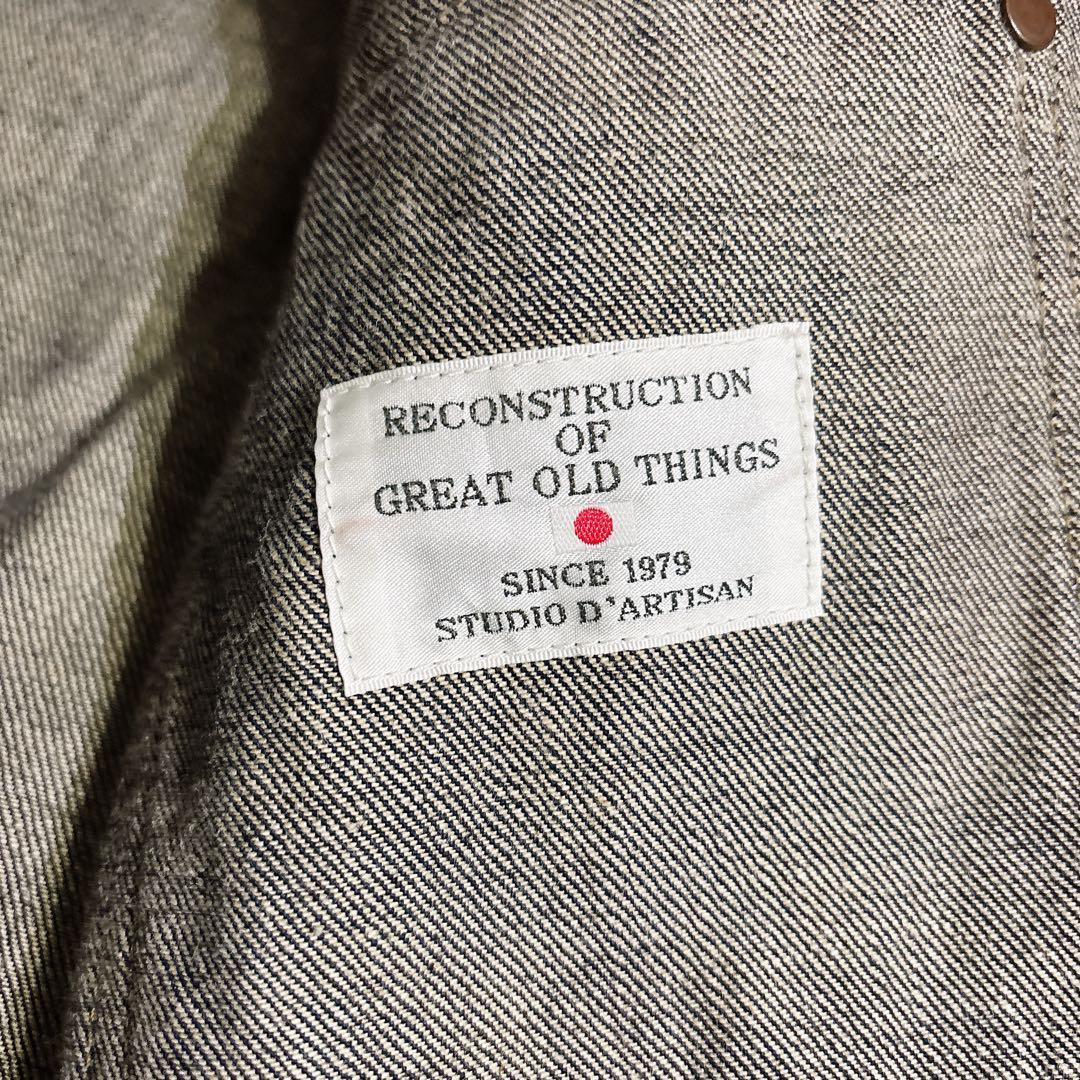 RECONSTRUCTION
OF
GREAT OLD THINGS
SINCE 1979
STUDIO D'ARTISAN